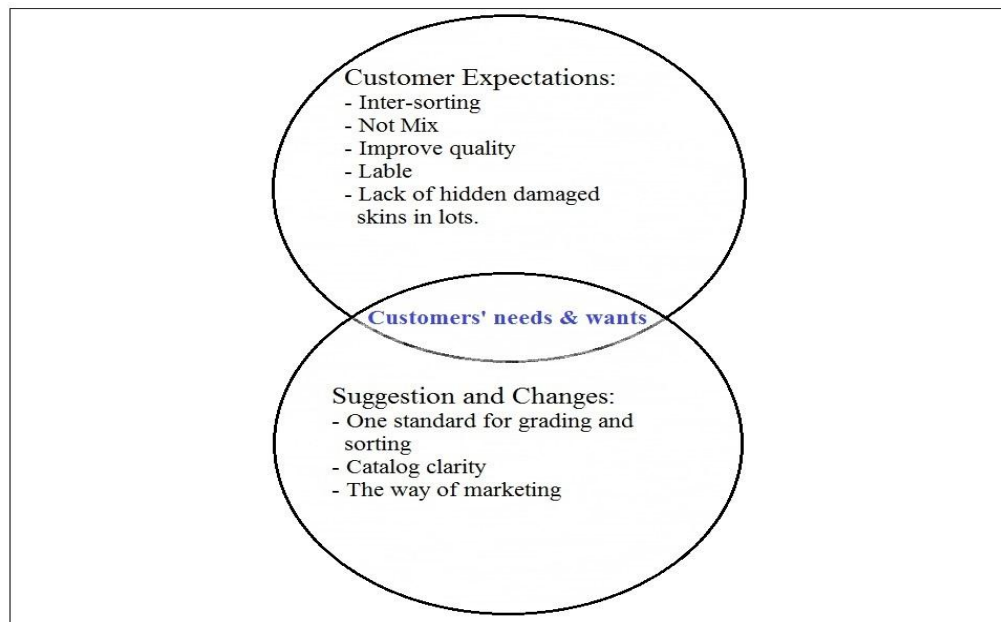 Customer Expectations:
- Inter-sorting
- Not Mix
- Improve quality
- Lable
- Lack of hidden damaged
skins in lots.
Customers' needs & wants
Suggestion and Changes:
- One standard for grading and
sorting
- Catalog clarity
- The way of marketing